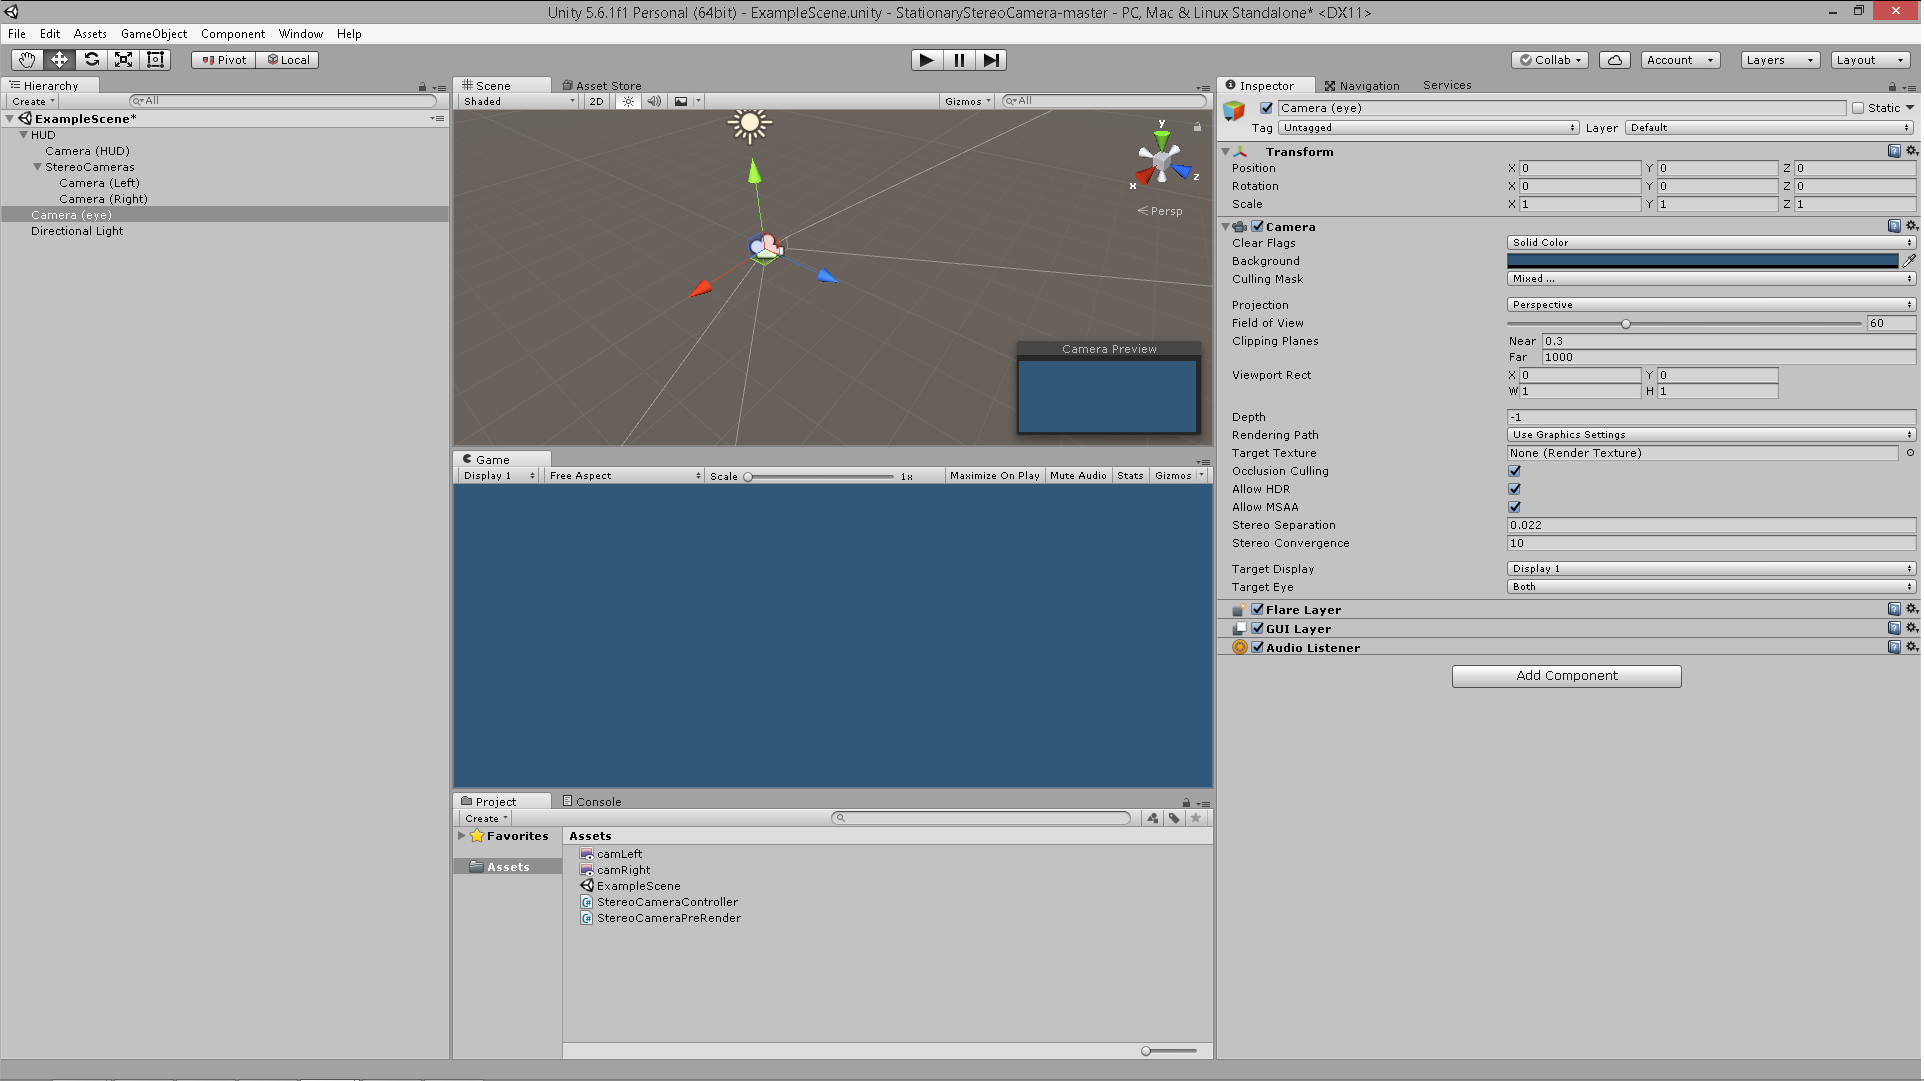 Unity 5.6.1f1 Personal (64bit) - ExampleScene.unity - StationaryStereoCamera-master - PC, Mac & Linux Standalone* <DX11>
File Edit Assets GameObject Component Window Help
Pivot Local Collab Account Layers Layout
Hierarchy
Create All
ExampleScene*
HUD
Camera (HUD)
StereoCameras
Camera (Left)
Camera (Right)
Camera (eye)
Directional Light
Scene Asset Store
Shaded 2D Gizmos All
y
x
z
Persp
Camera Preview
Game
Display 1 Free Aspect Scale 1x Maximize On Play Mute Audio Stats Gizmos
Project Console
Create
Favorites
Assets
Assets
camLeft
camRight
ExampleScene
StereoCameraController
StereoCameraPreRender
Inspector Navigation Services
Camera (eye) Static
Tag Untagged Layer Default
Transform
Position X 0 Y 0 Z 0
Rotation X 0 Y 0 Z 0
Scale X 1 Y 1 Z 1
Camera
Clear Flags Solid Color
Background
Culling Mask Mixed ...
Projection Perspective
Field of View 60
Clipping Planes Near 0.3
Far 1000
Viewport Rect X 0 Y 0
W 1 H 1
Depth -1
Rendering Path Use Graphics Settings
Target Texture None (Render Texture)
Occlusion Culling
Allow HDR
Allow MSAA
Stereo Separation 0.022
Stereo Convergence 10
Target Display Display 1
Target Eye Both
Flare Layer
GUI Layer
Audio Listener
Add Component